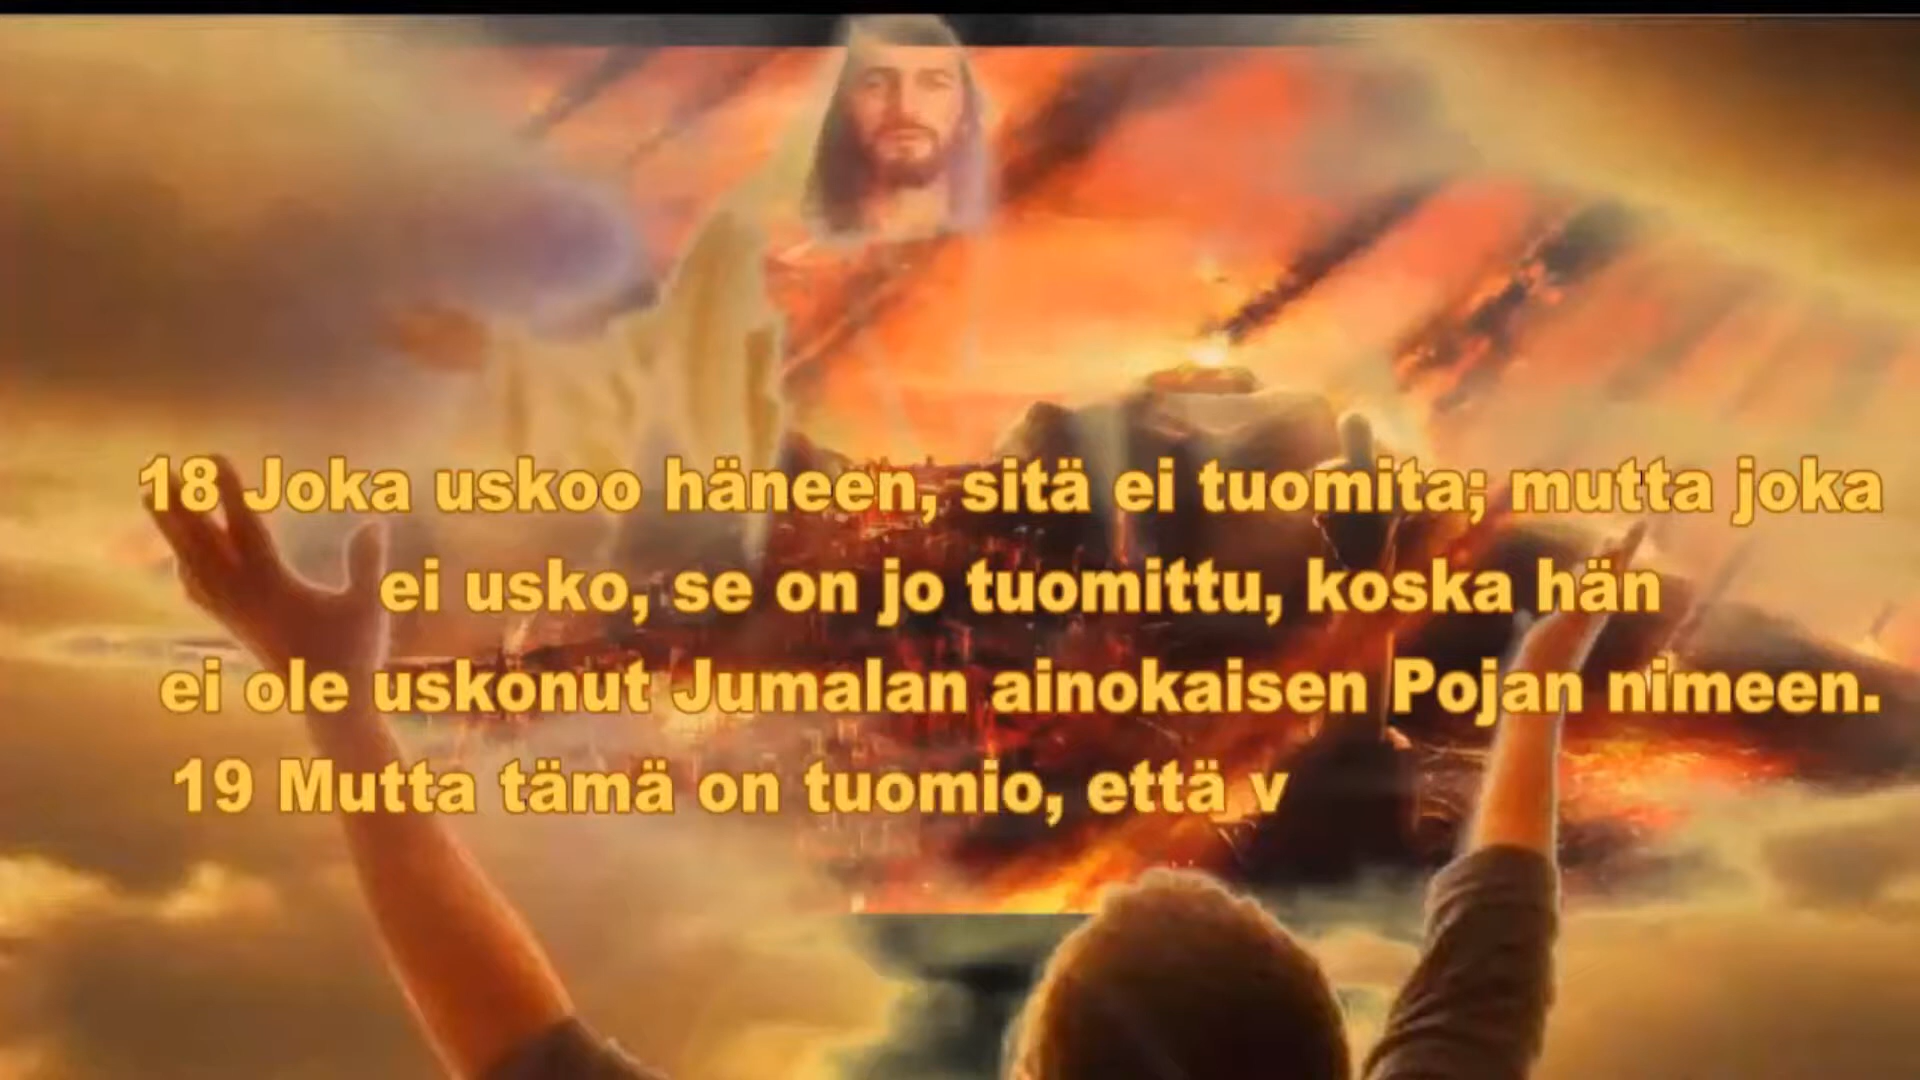 18 Joka uskoo häneen, sitä ei tuomita; mutta joka
ei usko, se on jo tuomittu, koska hän
ei ole uskonut Jumalan ainokaisen Pojan nimeen.
19 Mutta tämä on tuomio, että v